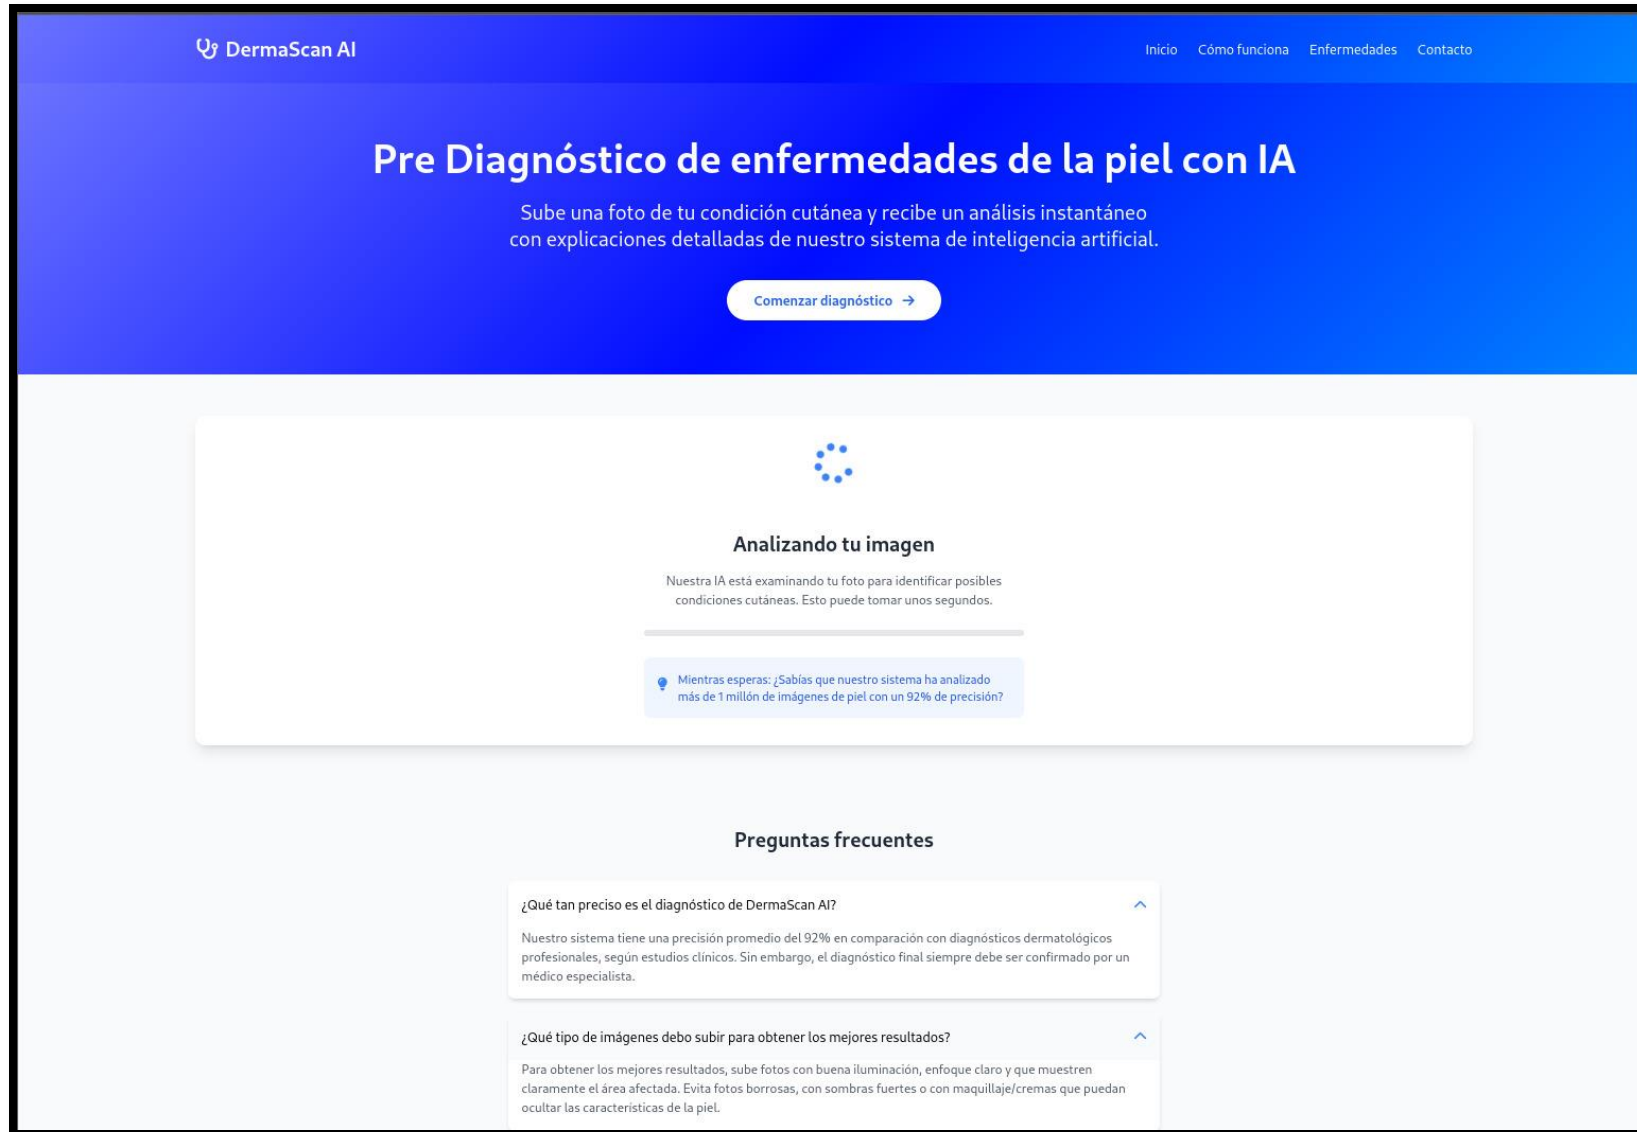 DermaScan AI
Inicio Cómo funciona Enfermedades Contacto
Pre Diagnóstico de enfermedades de la piel con IA
Sube una foto de tu condición cutánea y recibe un análisis instantáneo
con explicaciones detalladas de nuestro sistema de inteligencia artificial.
Comenzar diagnóstico →
Analizando tu imagen
Nuestra IA está examinando tu foto para identificar posibles
condiciones cutáneas. Esto puede tomar unos segundos.
Mientras esperas: ¿Sabías que nuestro sistema ha analizado
más de 1 millón de imágenes de piel con un 92% de precisión?
Preguntas frecuentes
¿Qué tan preciso es el diagnóstico de DermaScan AI?
Nuestro sistema tiene una precisión promedio del 92% en comparación con diagnósticos dermatológicos
profesionales, según estudios clínicos. Sin embargo, el diagnóstico final siempre debe ser confirmado por un
médico especialista.
¿Qué tipo de imágenes debo subir para obtener los mejores resultados?
Para obtener los mejores resultados, sube fotos con buena iluminación, enfoque claro y que muestren
claramente el área afectada. Evita fotos borrosas, con sombras fuertes o con maquillaje/cremas que puedan
ocultar las características de la piel.